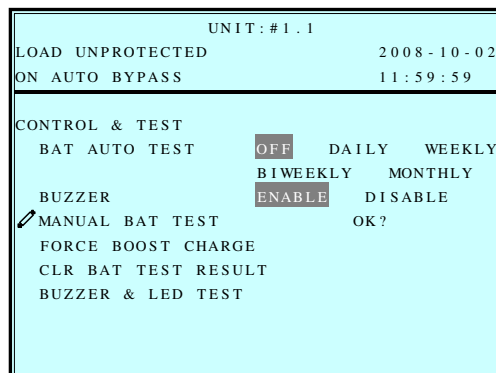 UNIT:#1.1
LOAD UNPROTECTED 2008-10-02
ON AUTO BYPASS 11:59:59
CONTROL & TEST
BAT AUTO TEST OFF DAILY WEEKLY
BIWEEKLY MONTHLY
BUZZER ENABLE DISABLE
MANUAL BAT TEST OK?
FORCE BOOST CHARGE
CLR BAT TEST RESULT
BUZZER & LED TEST